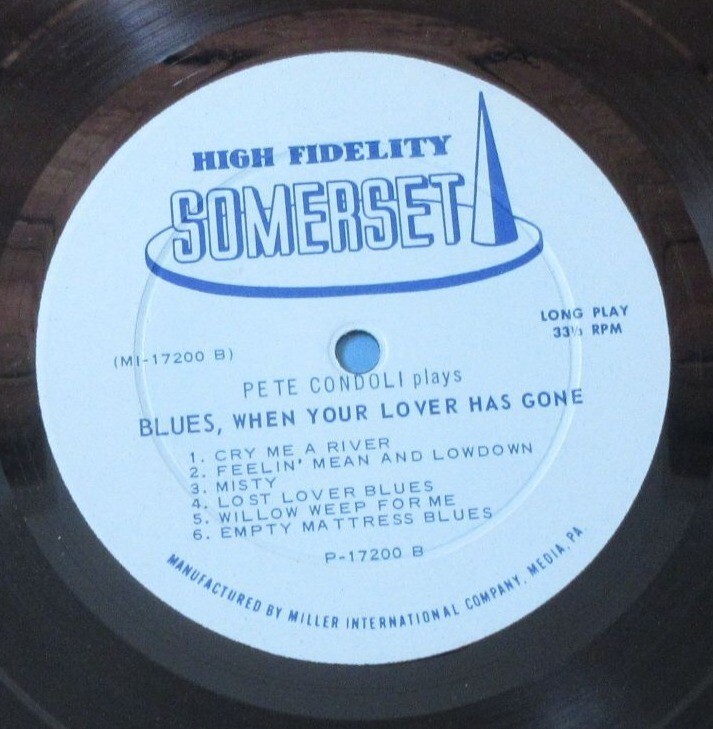 HIGH FIDELITY
SOMERSET
LONG PLAY
33⅓ RPM
(MI-17200 B)
PETE CONDOLI plays
BLUES, WHEN YOUR LOVER HAS GONE
1. CRY ME A RIVER
2. FEELIN' MEAN AND LOWDOWN
3. MISTY
4. LOST LOVER BLUES
5. WILLOW WEEP FOR ME
6. EMPTY MATTRESS BLUES
P-17200 B
MANUFACTURED BY MILLER INTERNATIONAL COMPANY, MEDIA, PA